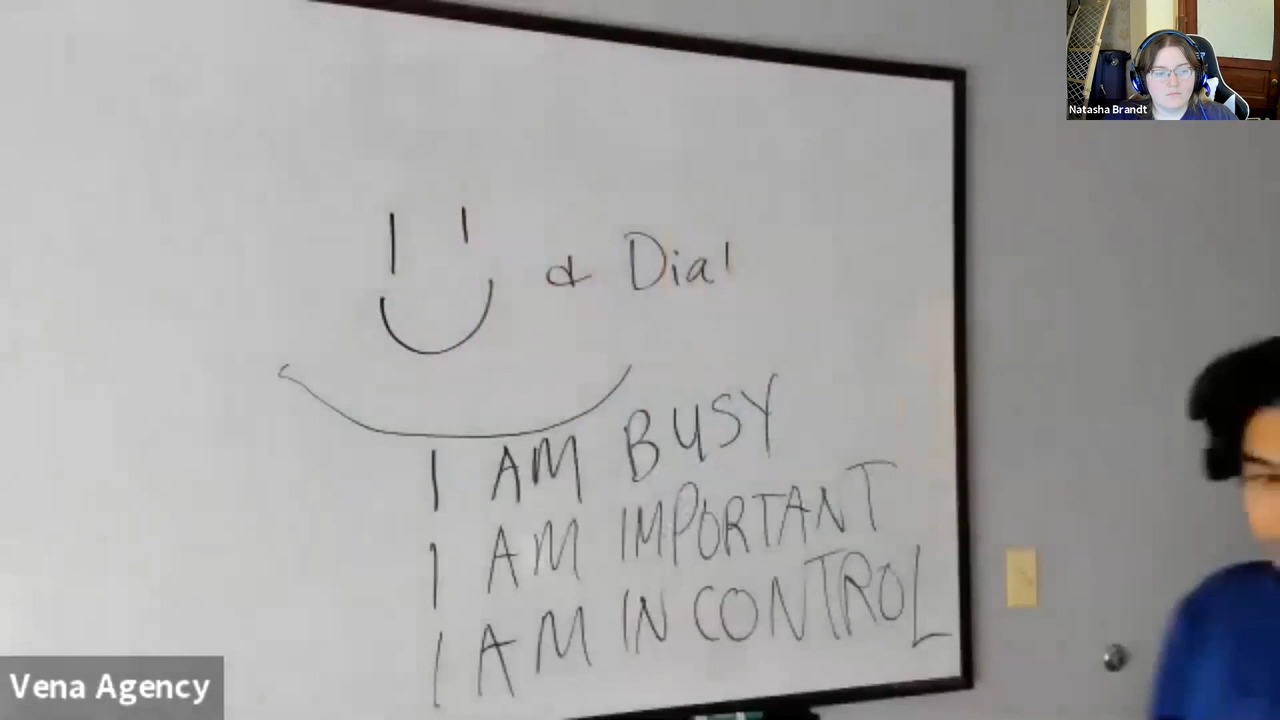 Natasha Brandt
& Dial
I AM BUSY
I AM IMPORTANT
I AM IN CONTROL
Vena Agency